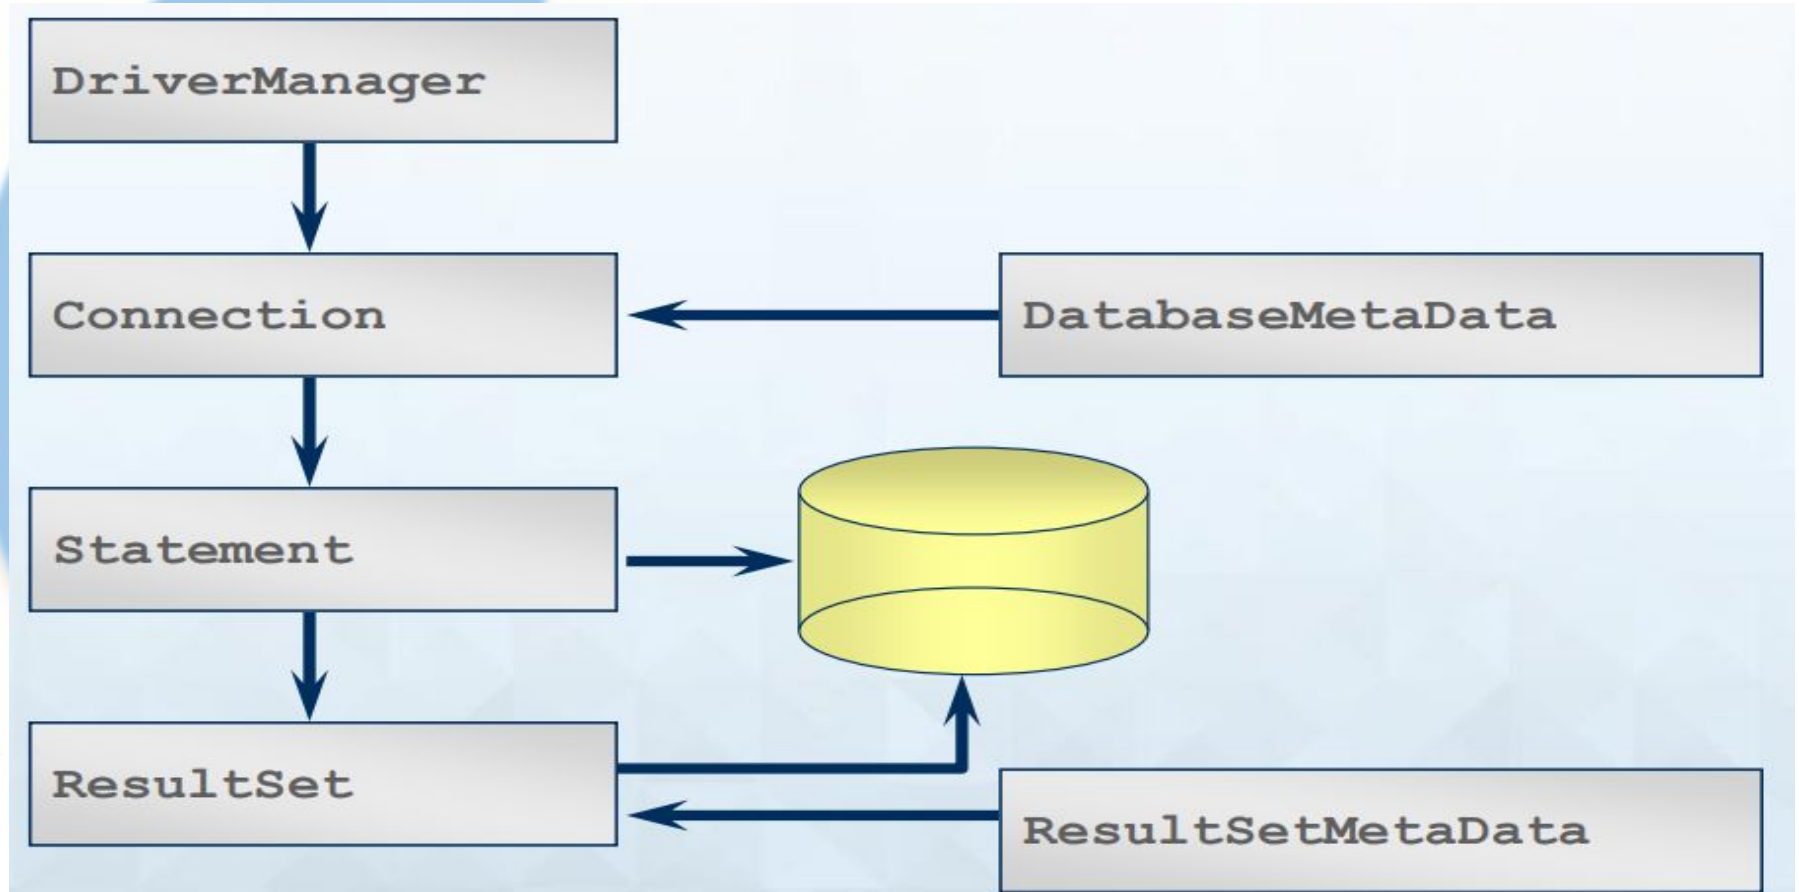 DriverManager
Connection
DatabaseMetaData
Statement
ResultSet
ResultSetMetaData